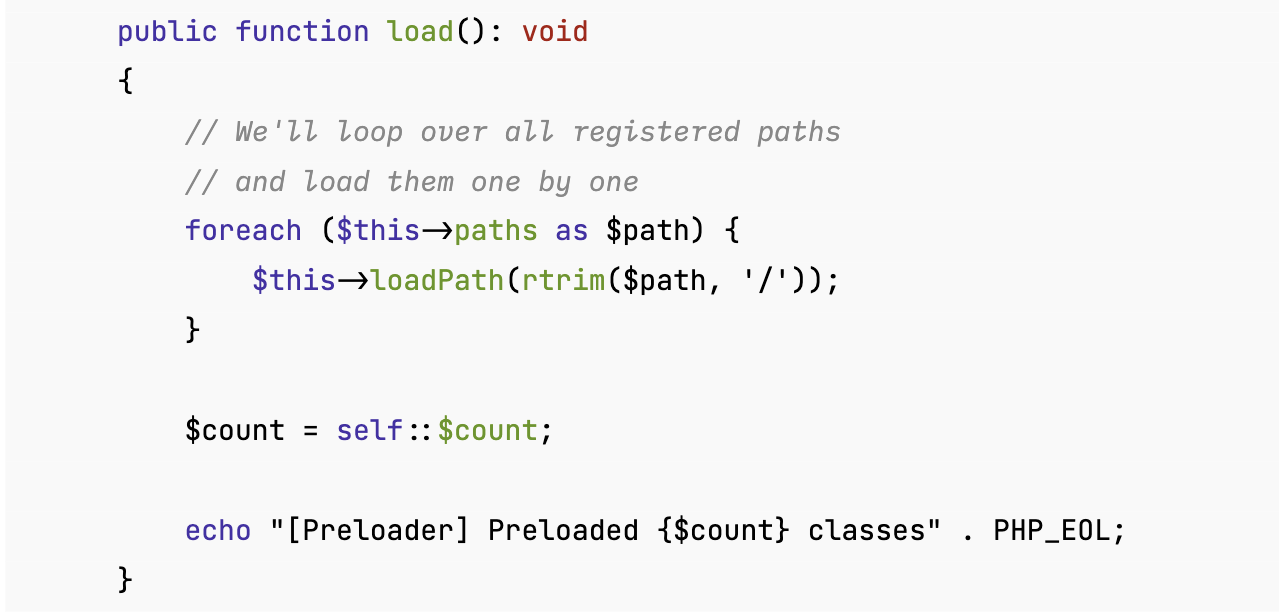 public function load(): void
{
    // We'll loop over all registered paths
    // and load them one by one
    foreach ($this->paths as $path) {
        $this->loadPath(rtrim($path, '/'));
    }

    $count = self::$count;

    echo "[Preloader] Preloaded {$count} classes" . PHP_EOL;
}